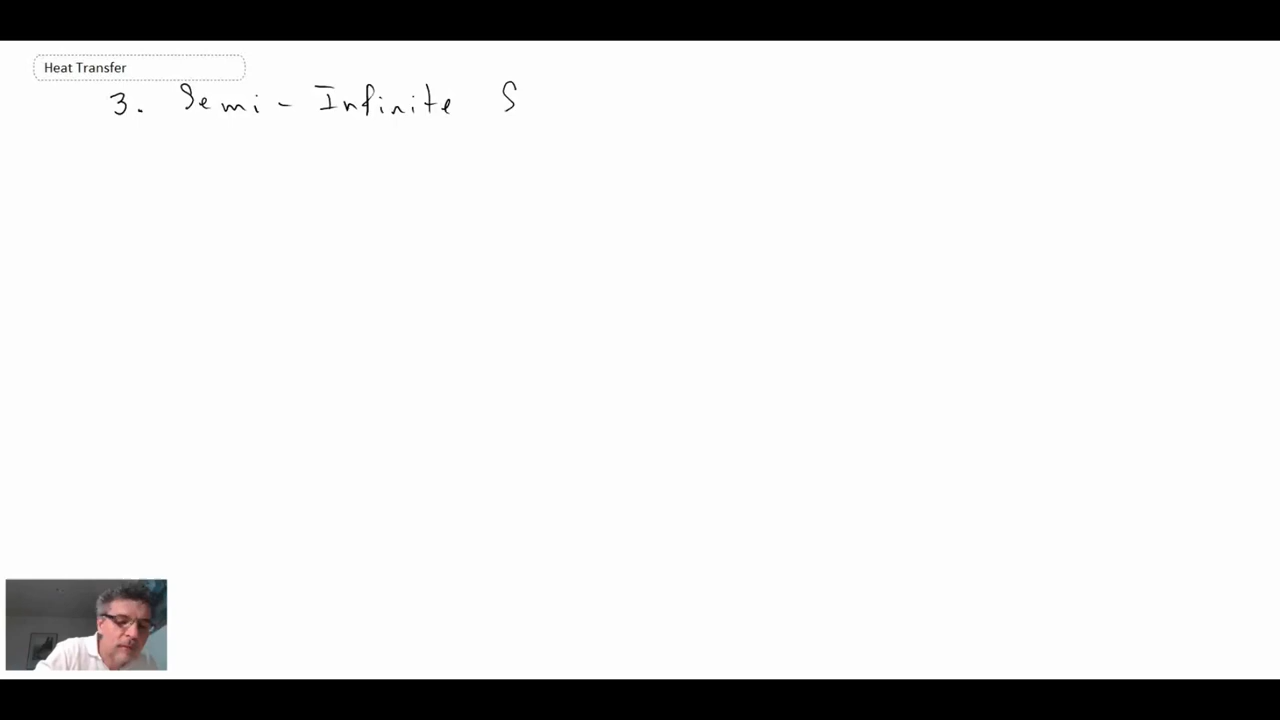 Heat Transfer
3. Semi - Infinite S